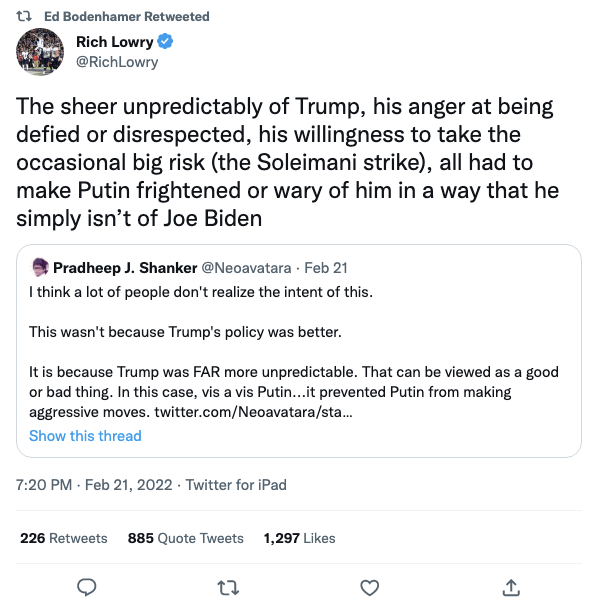 Ed Bodenhamer Retweeted
Rich Lowry
@RichLowry
The sheer unpredictably of Trump, his anger at being
defied or disrespected, his willingness to take the
occasional big risk (the Soleimani strike), all had to
make Putin frightened or wary of him in a way that he
simply isn’t of Joe Biden
Pradheep J. Shanker @Neoavatara · Feb 21
I think a lot of people don't realize the intent of this.
This wasn't because Trump's policy was better.
It is because Trump was FAR more unpredictable. That can be viewed as a good
or bad thing. In this case, vis a vis Putin...it prevented Putin from making
aggressive moves. twitter.com/Neoavatara/sta…
Show this thread
7:20 PM · Feb 21, 2022 · Twitter for iPad
226 Retweets 885 Quote Tweets 1,297 Likes